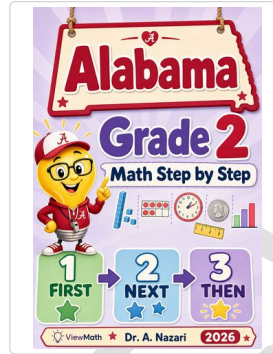 Alabama
Grade 2
Math Step by Step
1
FIRST
2
NEXT
3
THEN
ViewMath ★ Dr. A. Nazari 2026